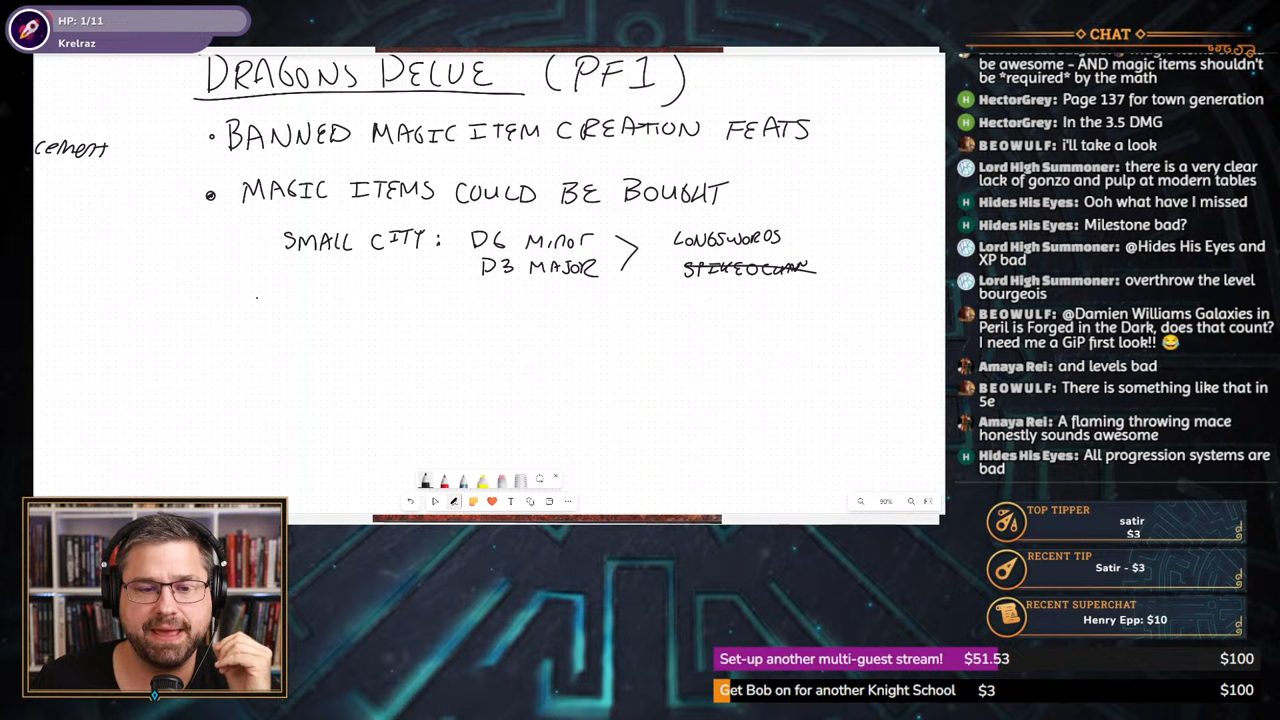 HP: 1/11
Krelraz
DRAGONS DELVE (PF1)
• BANNED MAGIC ITEM CREATION FEATS
cement
• MAGIC ITEMS COULD BE BOUGHT
SMALL CITY: D6 MINOR > LONGSWORDS
D3 MAJOR SPIKED CHAIN
90%
CHAT
be awesome - AND magic items shouldn't
be *required* by the math
HectorGrey: Page 137 for town generation
HectorGrey: In the 3.5 DMG
BEOWULF: i'll take a look
Lord High Summoner: there is a very clear
lack of gonzo and pulp at modern tables
Hides His Eyes: Ooh what have I missed
Hides His Eyes: Milestone bad?
Lord High Summoner: @Hides His Eyes and
XP bad
Lord High Summoner: overthrow the level
bourgeois
BEOWULF: @Damien Williams Galaxies in
Peril is Forged in the Dark, does that count?
I need me a GiP first look!! 😂
Amaya Rei: and levels bad
BEOWULF: There is something like that in
5e
Amaya Rei: A flaming throwing mace
honestly sounds awesome
Hides His Eyes: All progression systems are
bad
TOP TIPPER
satir
$3
RECENT TIP
Satir - $3
RECENT SUPERCHAT
Henry Epp: $10
Set-up another multi-guest stream! $51.53 $100
Get Bob on for another Knight School $3 $100